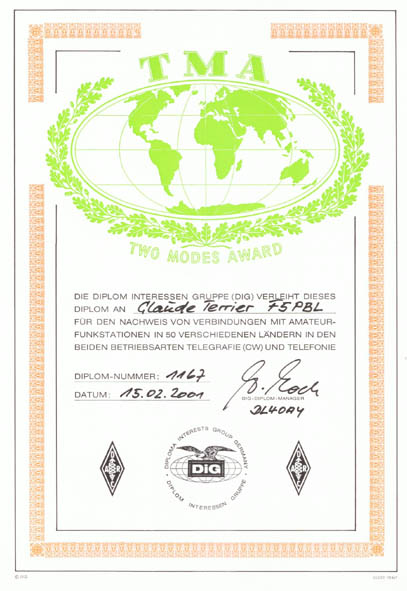 TMA
TWO MODES AWARD
DIE DIPLOM INTERESSEN GRUPPE (DIG) VERLEIHT DIESES
DIPLOM AN Claude Terrier F5PBL
FÜR DEN NACHWEIS VON VERBINDUNGEN MIT AMATEUR-
FUNKSTATIONEN IN 50 VERSCHIEDENEN LÄNDERN IN DEN
BEIDEN BETRIEBSARTEN TELEGRAFIE (CW) UND TELEFONIE
DIPLOM-NUMMER: 1167
DATUM: 15.02.2001
DIG-DIPLOM-MANAGER
DL4OAY
DIPLOMA INTERESTS GROUP GERMANY
DIG
DIPLOM INTERESSEN GRUPPE
© DIG